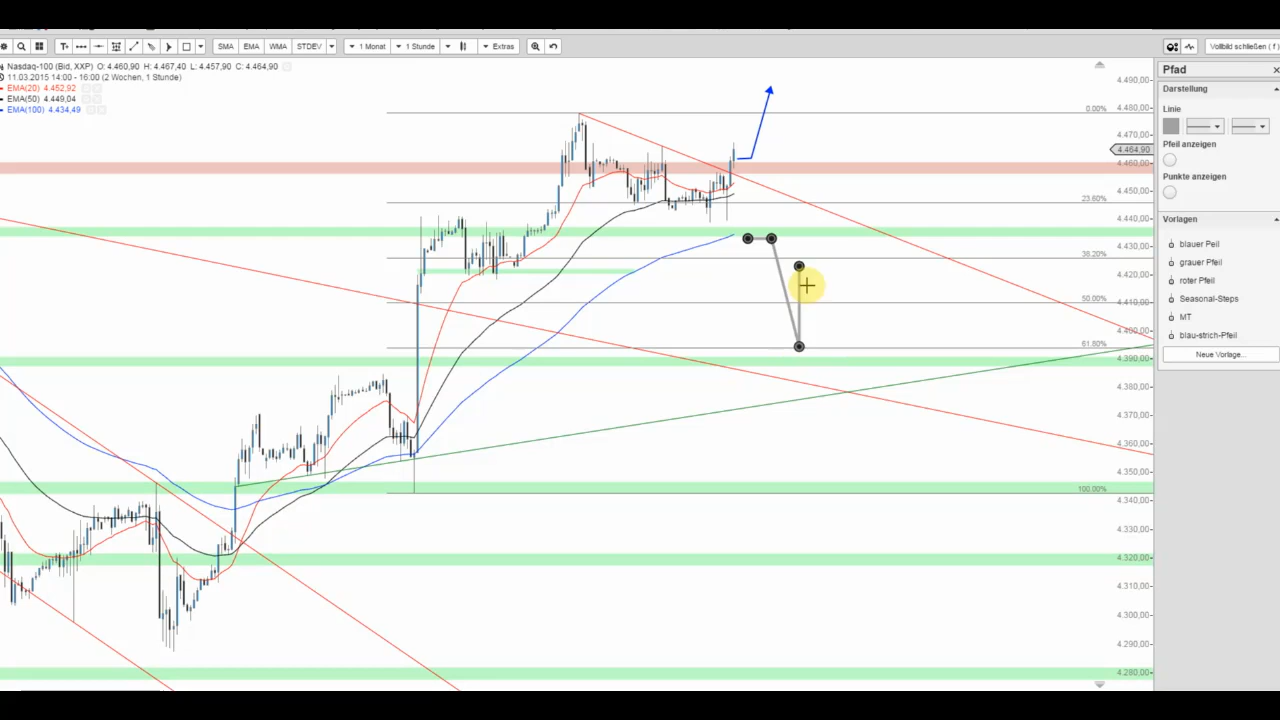 SMA EMA WMA STDEV 1 Monat 1 Stunde Extras Vollbild schließen ( f )
Nasdaq-100 (Bid, XXP) O: 4.460,90 H: 4.467,40 L: 4.457,90 C: 4.464,90
11.03.2015 14:00 - 16:00 (2 Wochen, 1 Stunde)
EMA(20) 4.452,92
EMA(50) 4.449,04
EMA(100) 4.434,49
0.00%
23.60%
38.20%
50.00%
61.80%
100.00%
4.490,00
4.480,00
4.470,00
4.464,90
4.460,00
4.450,00
4.440,00
4.430,00
4.420,00
4.410,00
4.400,00
4.390,00
4.380,00
4.370,00
4.360,00
4.350,00
4.340,00
4.330,00
4.320,00
4.310,00
4.300,00
4.290,00
4.280,00
Pfad
Darstellung
Linie
Pfeil anzeigen
Punkte anzeigen
Vorlagen
blauer Peil
grauer Pfeil
roter Pfeil
Seasonal-Steps
MT
blau-strich-Pfeil
Neue Vorlage...